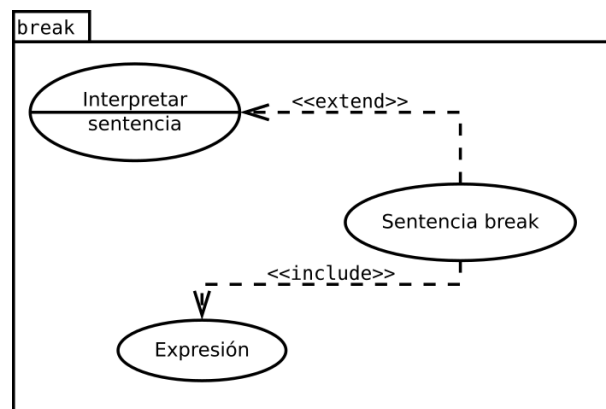 break
Interpretar
sentencia
<<extend>>
Sentencia break
<<include>>
Expresión